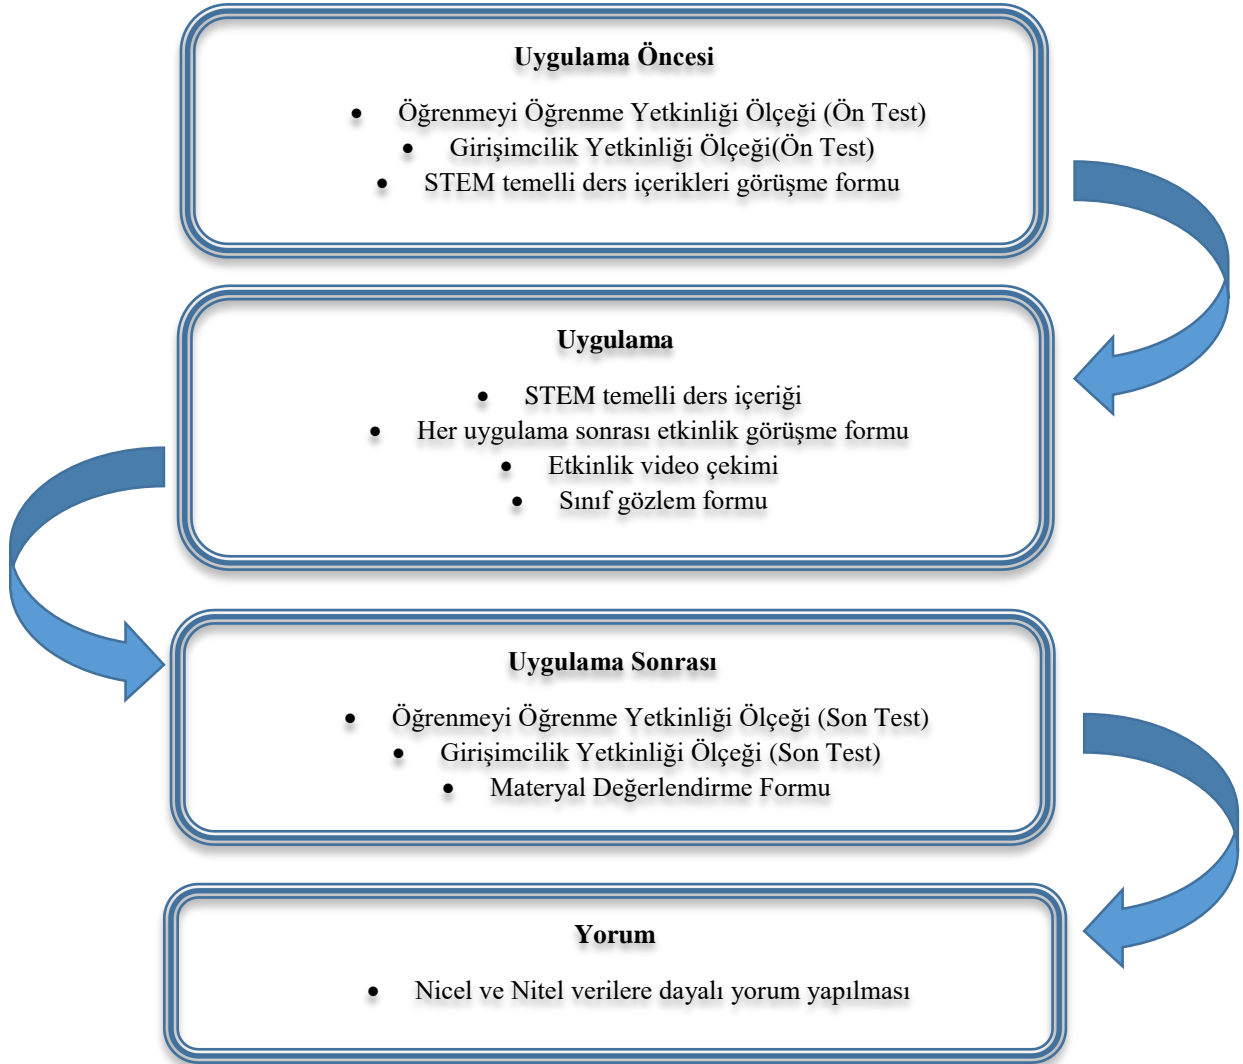 Uygulama Öncesi
• Öğrenmeyi Öğrenme Yetkinliği Ölçeği (Ön Test)
• Girişimcilik Yetkinliği Ölçeği(Ön Test)
• STEM temelli ders içerikleri görüşme formu
Uygulama
• STEM temelli ders içeriği
• Her uygulama sonrası etkinlik görüşme formu
• Etkinlik video çekimi
• Sınıf gözlem formu
Uygulama Sonrası
• Öğrenmeyi Öğrenme Yetkinliği Ölçeği (Son Test)
• Girişimcilik Yetkinliği Ölçeği (Son Test)
• Materyal Değerlendirme Formu
Yorum
• Nicel ve Nitel verilere dayalı yorum yapılması